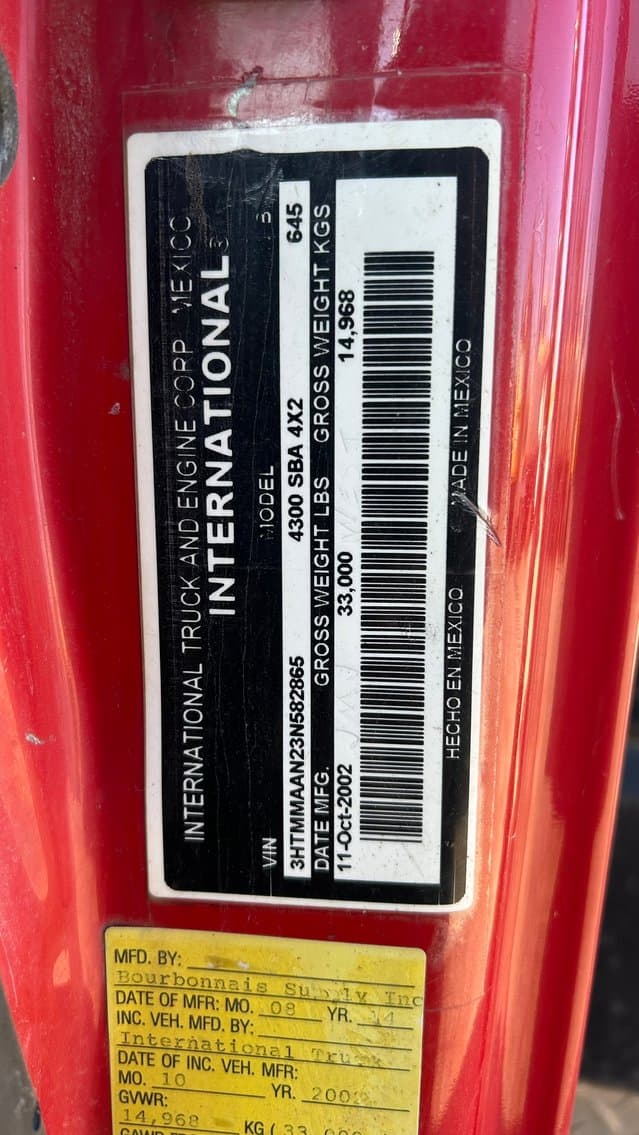 INTERNATIONAL TRUCK AND ENGINE CORP MEXICO
INTERNATIONAL®
VIN MODEL B
3HTMMAAN23N582865 4300 SBA 4X2 645
DATE MFG. GROSS WEIGHT LBS GROSS WEIGHT KGS
11-Oct-2002 33,000 14,968
HECHO EN MEXICO MADE IN MEXICO
MFD. BY:
Bourbonnais Supply Inc
DATE OF MFR: MO. 08 YR. 14
INC. VEH. MFD. BY:
International Truck
DATE OF INC. VEH. MFR:
MO. 10 YR. 2002
GVWR:
14,968 KG ( 33 000